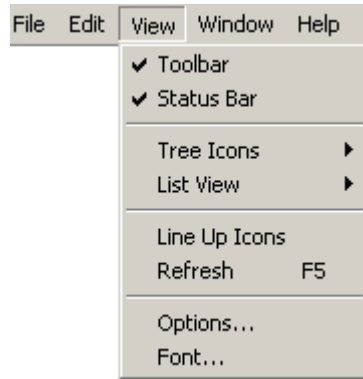 File Edit View Window Help
Toolbar
Status Bar
Tree Icons
List View
Line Up Icons
Refresh F5
Options...
Font...